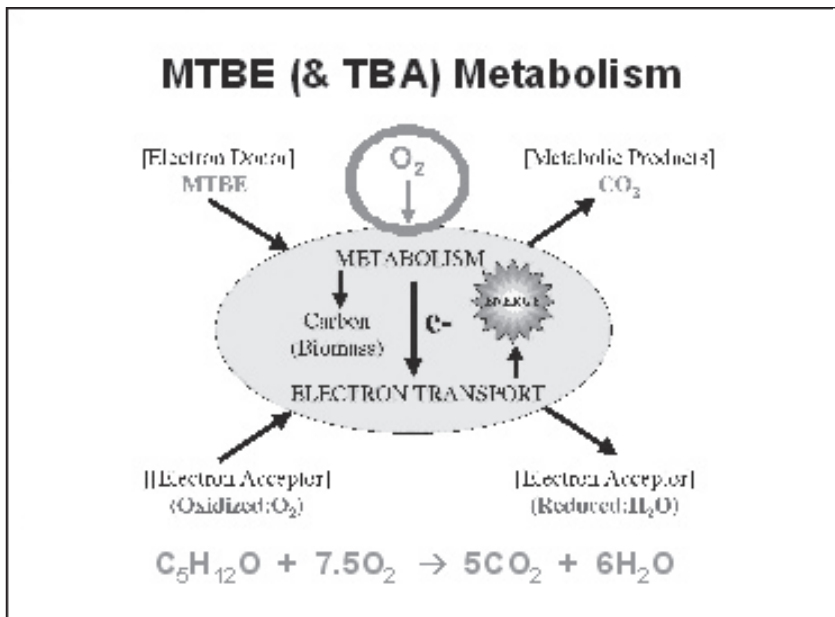 MTBE (& TBA) Metabolism
[Electron Donor]
MTBE
O₂
[Metabolic Products]
CO₂
METABOLISM
ENERGY
Carbon
(Biomass)
e-
ELECTRON TRANSPORT
[[Electron Acceptor]
(Oxidized:O₂)
[Electron Acceptor]
(Reduced:H₂O)
C₅H₁₂O + 7.5O₂ → 5CO₂ + 6H₂O